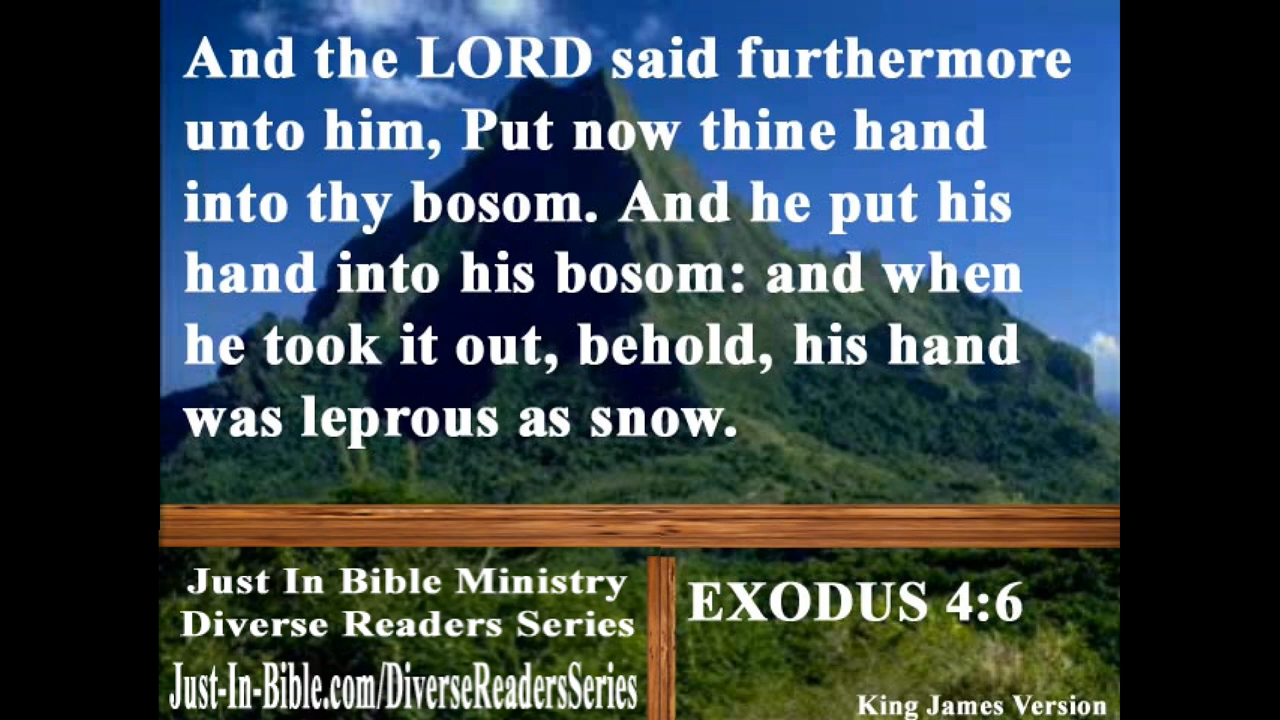 And the LORD said furthermore
unto him, Put now thine hand
into thy bosom. And he put his
hand into his bosom: and when
he took it out, behold, his hand
was leprous as snow.
Just In Bible Ministry
Diverse Readers Series
Just-In-Bible.com/DiverseReadersSeries
EXODUS 4:6
King James Version